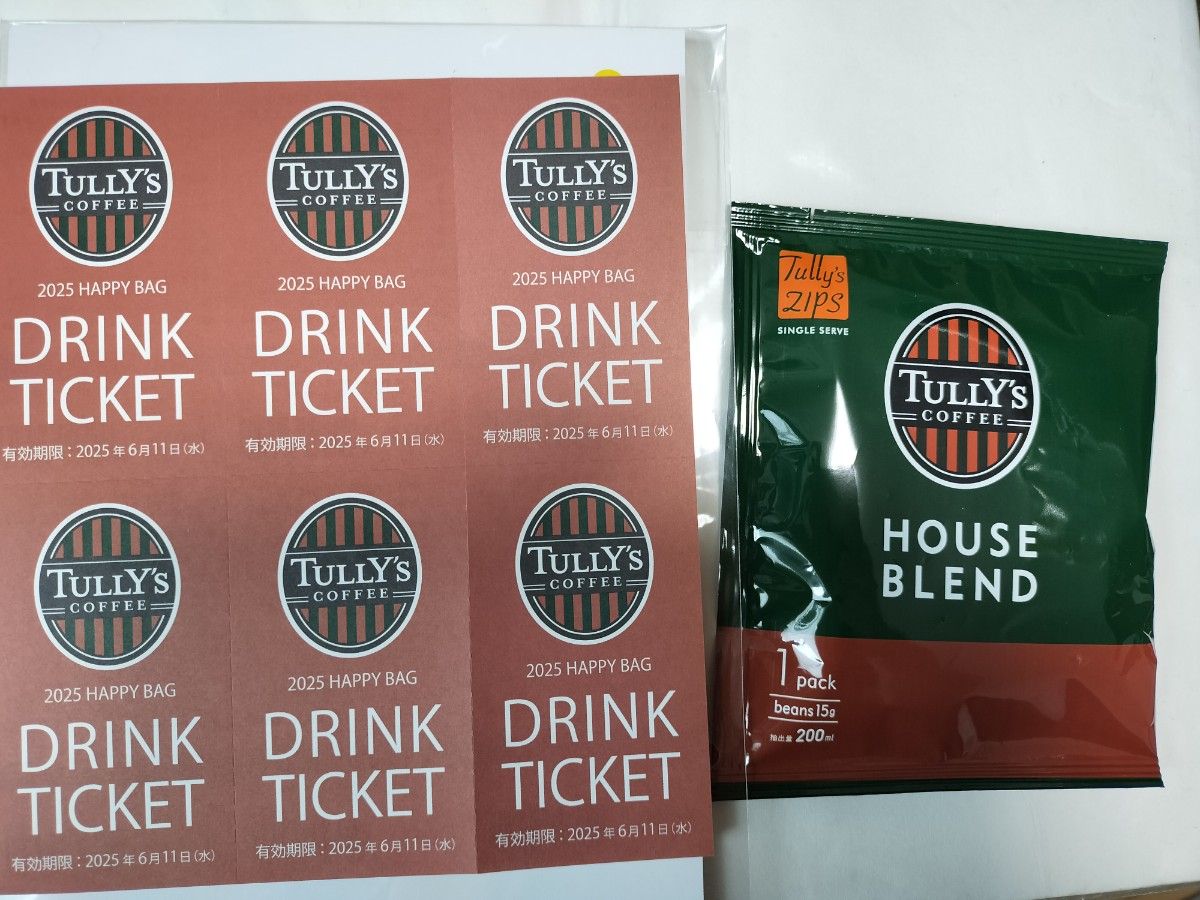 TULLY'S
COFFEE
2025 HAPPY BAG
DRINK
TICKET
有効期限：2025年6月11日(水)
TULLY'S
COFFEE
2025 HAPPY BAG
DRINK
TICKET
有効期限：2025年6月11日(水)
TULLY'S
COFFEE
2025 HAPPY BAG
DRINK
TICKET
有効期限：2025年6月11日(水)
TULLY'S
COFFEE
2025 HAPPY BAG
DRINK
TICKET
有効期限：2025年6月11日(水)
TULLY'S
COFFEE
2025 HAPPY BAG
DRINK
TICKET
有効期限：2025年6月11日(水)
TULLY'S
COFFEE
2025 HAPPY BAG
DRINK
TICKET
有効期限：2025年6月11日(水)
Tully's
ZIPS
SINGLE SERVE
TULLY'S
COFFEE
HOUSE
BLEND
1 pack
beans 15g
抽出量 200ml